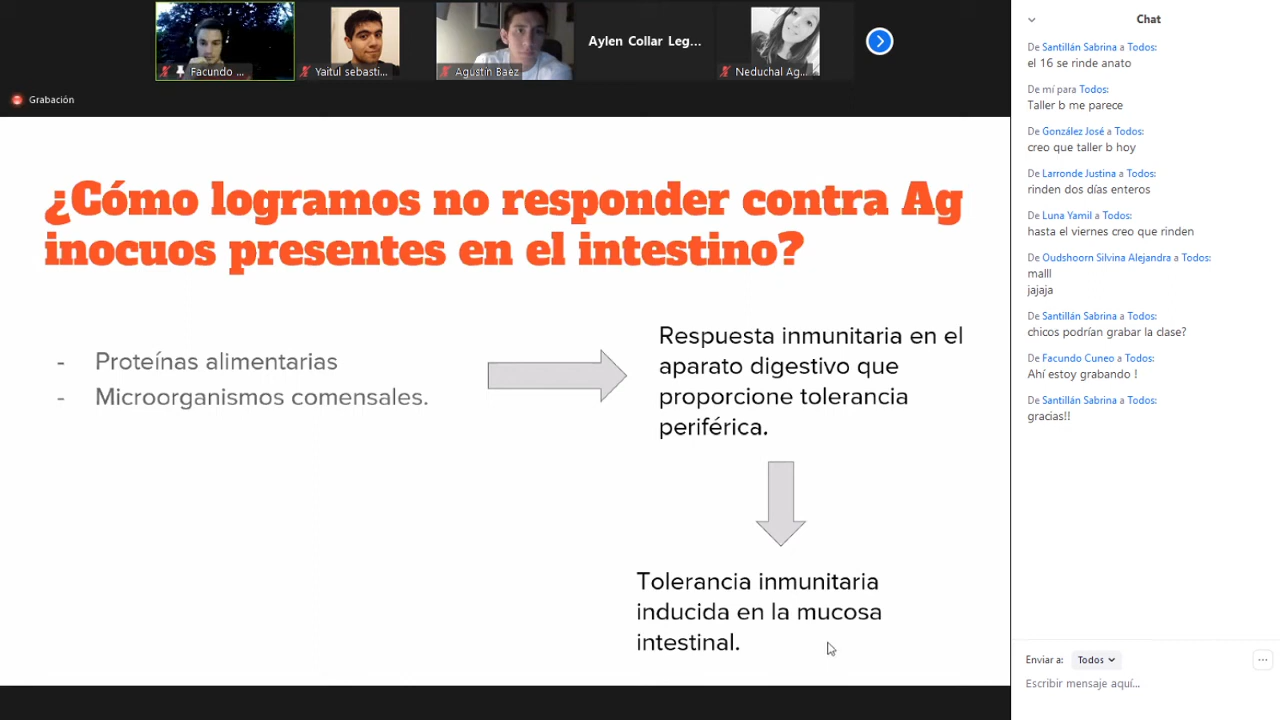 Facundo ...
Yaitul sebasti...
Agustín Baez
Aylen Collar Leg...
Neduchal Ag...
Grabación
¿Cómo logramos no responder contra Ag
inocuos presentes en el intestino?
- Proteínas alimentarias
- Microorganismos comensales.
Respuesta inmunitaria en el
aparato digestivo que
proporcione tolerancia
periférica.
Tolerancia inmunitaria
inducida en la mucosa
intestinal.
Chat
De Santillán Sabrina a Todos:
el 16 se rinde anato
De mí para Todos:
Taller b me parece
De González José a Todos:
creo que taller b hoy
De Larronde Justina a Todos:
rinden dos días enteros
De Luna Yamil a Todos:
hasta el viernes creo que rinden
De Oudshoorn Silvina Alejandra a Todos:
malll
jajaja
De Santillán Sabrina a Todos:
chicos podrían grabar la clase?
De Facundo Cuneo a Todos:
Ahí estoy grabando !
De Santillán Sabrina a Todos:
gracias!!
Enviar a: Todos
Escribir mensaje aquí...